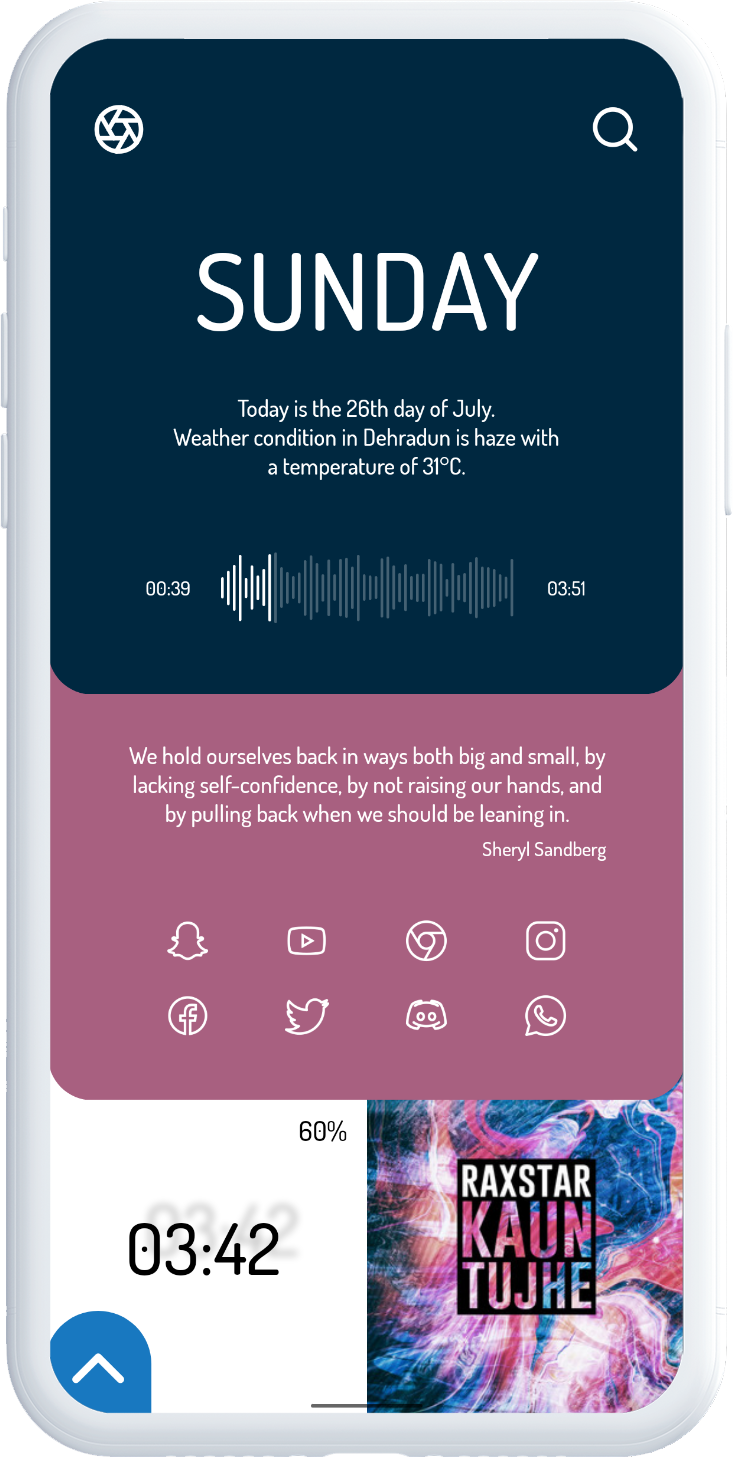 SUNDAY
Today is the 26th day of July.
Weather condition in Dehradun is haze with
a temperature of 31°C.
00:39
03:51
We hold ourselves back in ways both big and small, by
lacking self-confidence, by not raising our hands, and
by pulling back when we should be leaning in.
Sheryl Sandberg
60%
03:42
RAXSTAR
KAUN
TUJHE